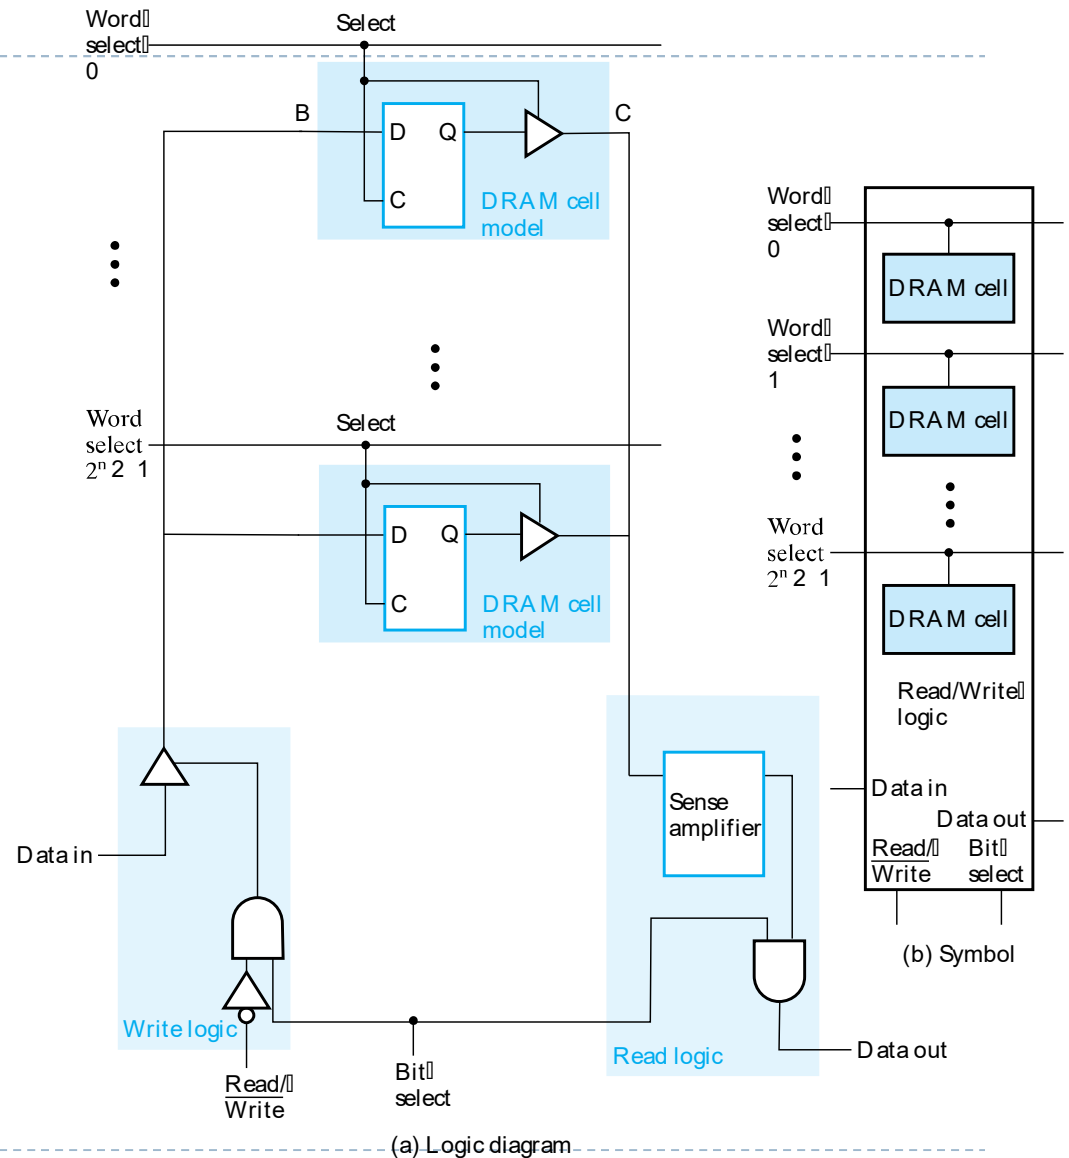 Word▯
select▯
0
Select
B
C
D
Q
C
DRAM cell
model
Word
select
2ⁿ 2 1
Select
D
Q
C
DRAM cell
model
Data in
Write logic
Read/▯
Write
Bit▯
select
Sense
amplifier
Read logic
Data out
(a) Logic diagram
Word▯
select▯
0
DRAM cell
Word▯
select▯
1
DRAM cell
Word
select
2ⁿ 2 1
DRAM cell
Read/Write▯
logic
Data in
Data out
Read/▯
Write
Bit▯
select
(b) Symbol